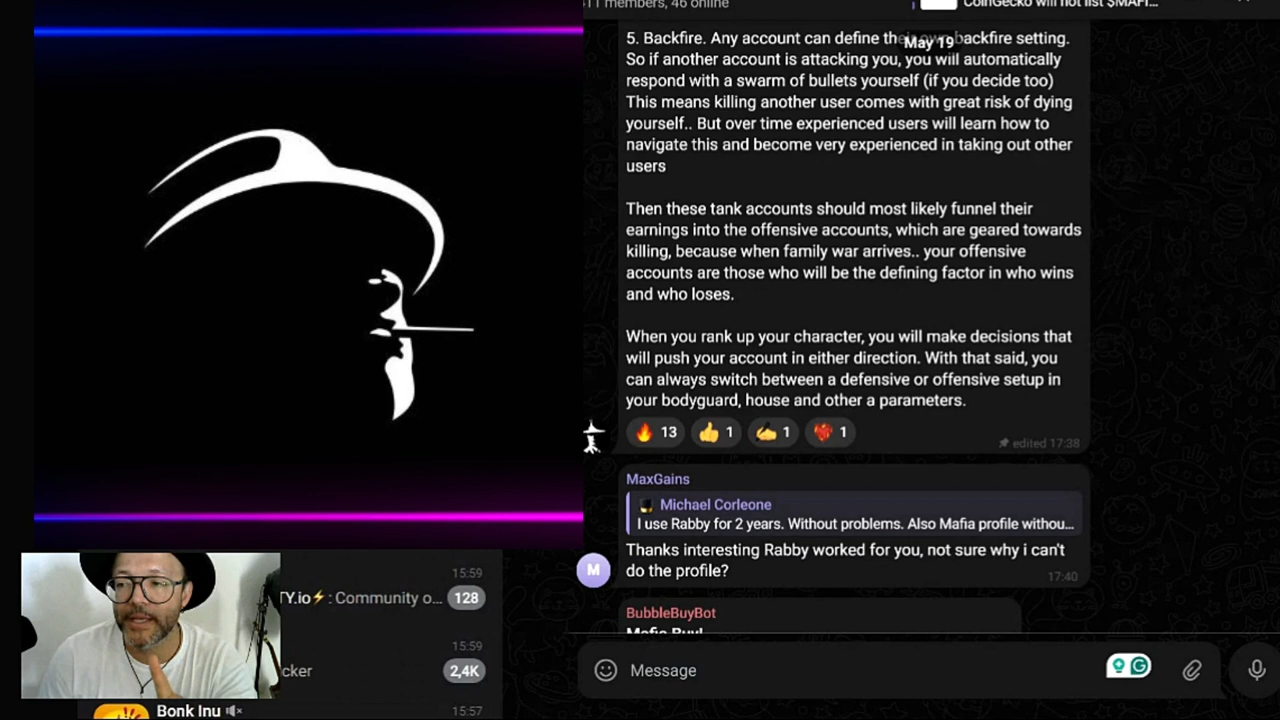 11 members, 46 online
CoinGecko will not list $MAFI...
May 19
5. Backfire. Any account can define their own backfire setting.
So if another account is attacking you, you will automatically
respond with a swarm of bullets yourself (if you decide too)
This means killing another user comes with great risk of dying
yourself.. But over time experienced users will learn how to
navigate this and become very experienced in taking out other
users
Then these tank accounts should most likely funnel their
earnings into the offensive accounts, which are geared towards
killing, because when family war arrives.. your offensive
accounts are those who will be the defining factor in who wins
and who loses.
When you rank up your character, you will make decisions that
will push your account in either direction. With that said, you
can always switch between a defensive or offensive setup in
your bodyguard, house and other a parameters.
13 1 1 1
edited 17:38
MaxGains
Michael Corleone
I use Rabby for 2 years. Without problems. Also Mafia profile withou...
Thanks interesting Rabby worked for you, not sure why i can't
do the profile?
17:40
M
BubbleBuyBot
Mafia Buy!
Message
15:59
TY.io⚡: Community o... 128
15:59
cker 2,4K
Bonk Inu 15:57